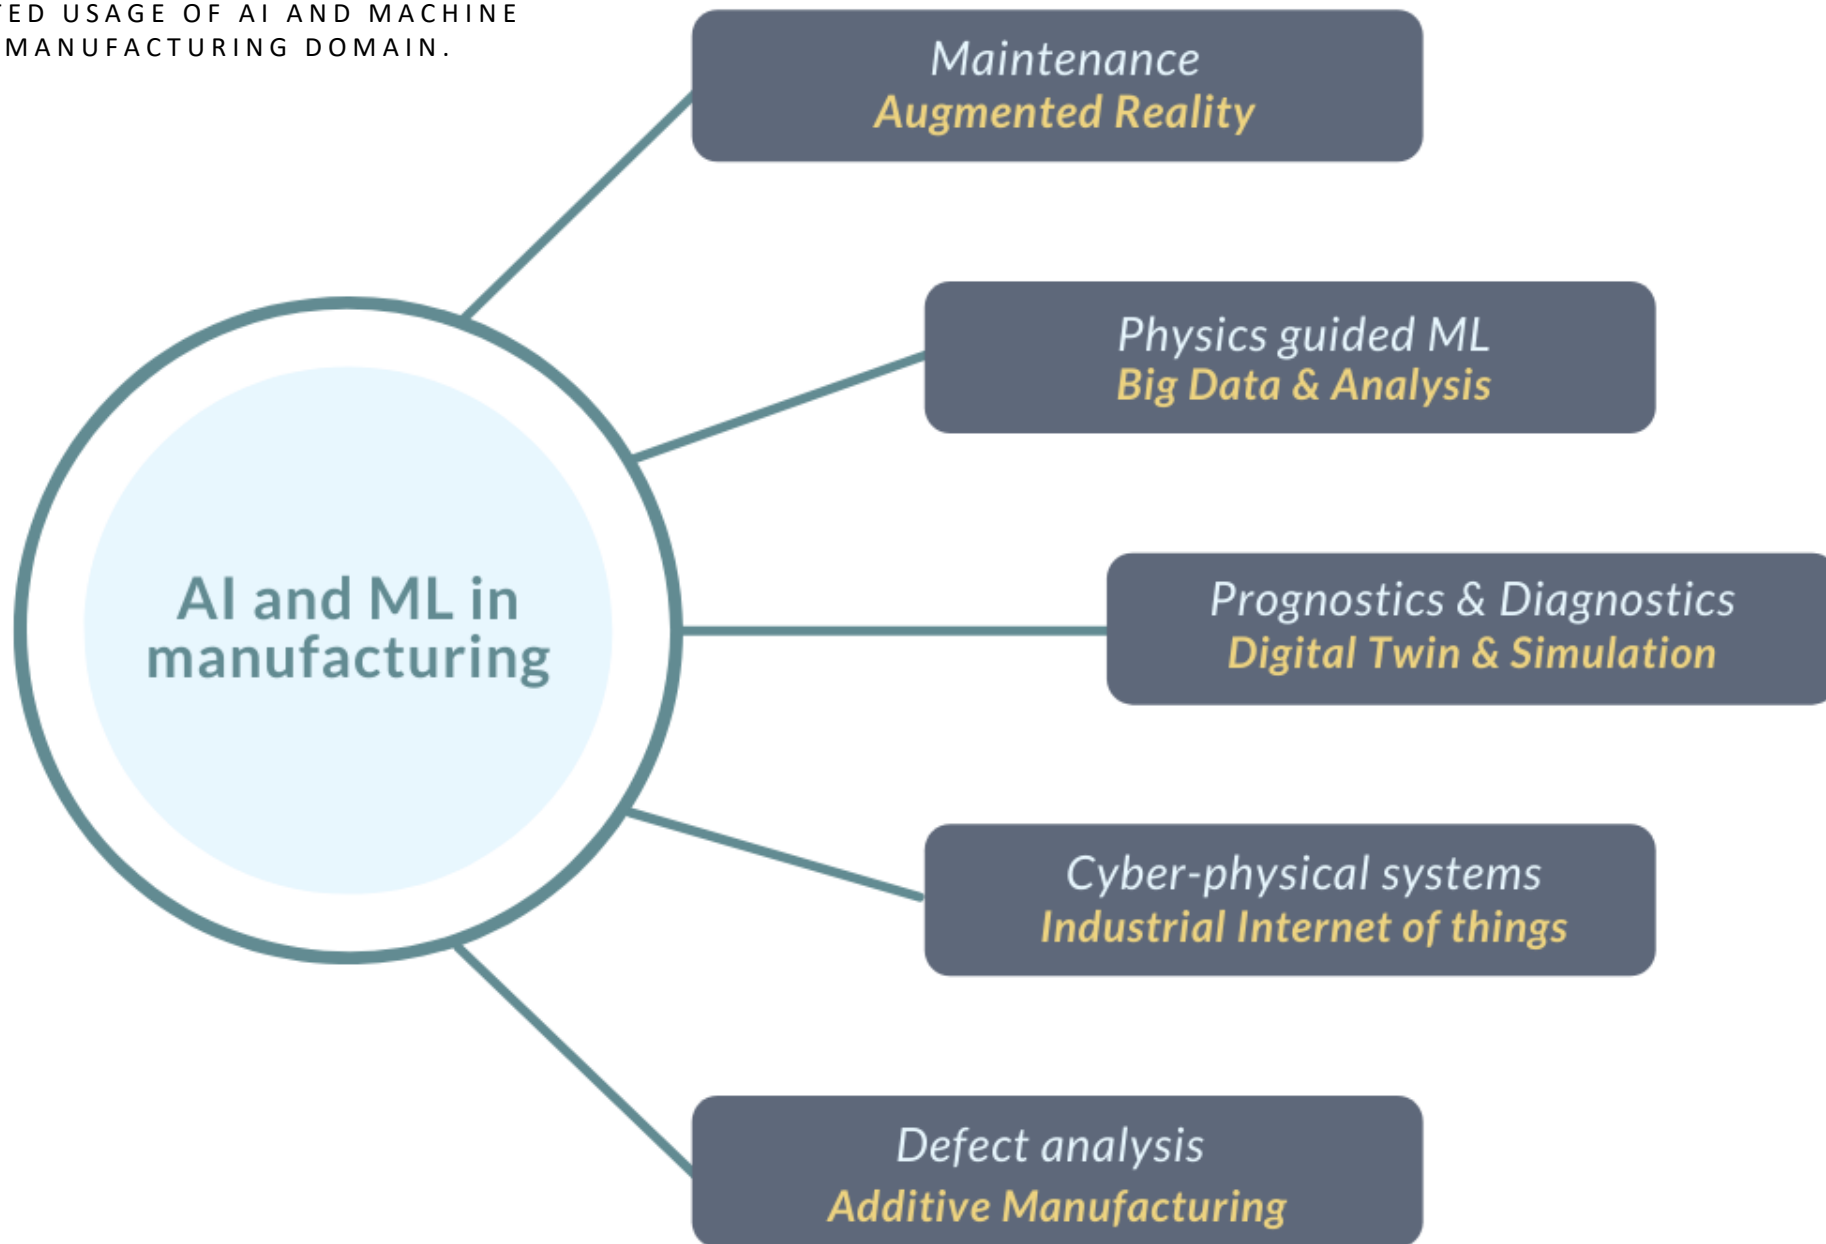 USAGE OF AI AND MACHINE
MANUFACTURING DOMAIN.
Maintenance
Augmented Reality
Physics guided ML
Big Data & Analysis
AI and ML in
manufacturing
Prognostics & Diagnostics
Digital Twin & Simulation
Cyber-physical systems
Industrial Internet of things
Defect analysis
Additive Manufacturing